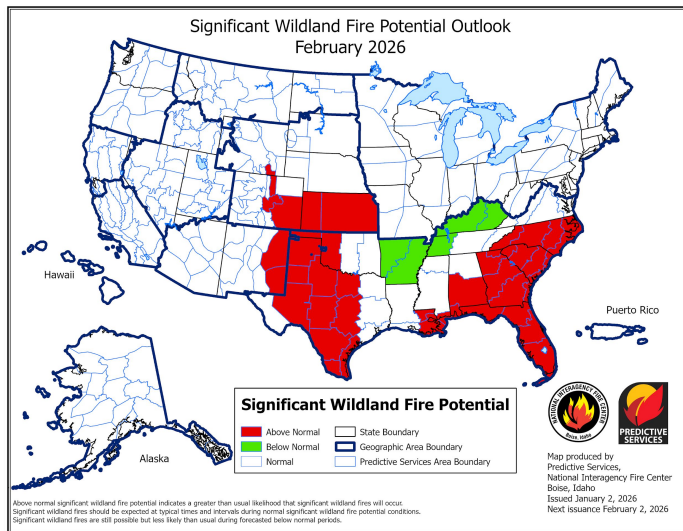 Significant Wildland Fire Potential Outlook
February 2026
Hawaii
Puerto Rico
Alaska
Significant Wildland Fire Potential
Above Normal
State Boundary
Below Normal
Geographic Area Boundary
Normal
Predictive Services Area Boundary
NATIONAL INTERAGENCY FIRE CENTER
Boise, Idaho
PREDICTIVE
SERVICES
Map produced by
Predictive Services,
National Interagency Fire Center
Boise, Idaho
Issued January 2, 2026
Next issuance February 2, 2026
Above normal significant wildland fire potential indicates a greater than usual likelihood that significant wildland fires will occur.
Significant wildland fires should be expected at typical times and intervals during normal significant wildland fire potential conditions.
Significant wildland fires are still possible but less likely than usual during forecasted below normal periods.